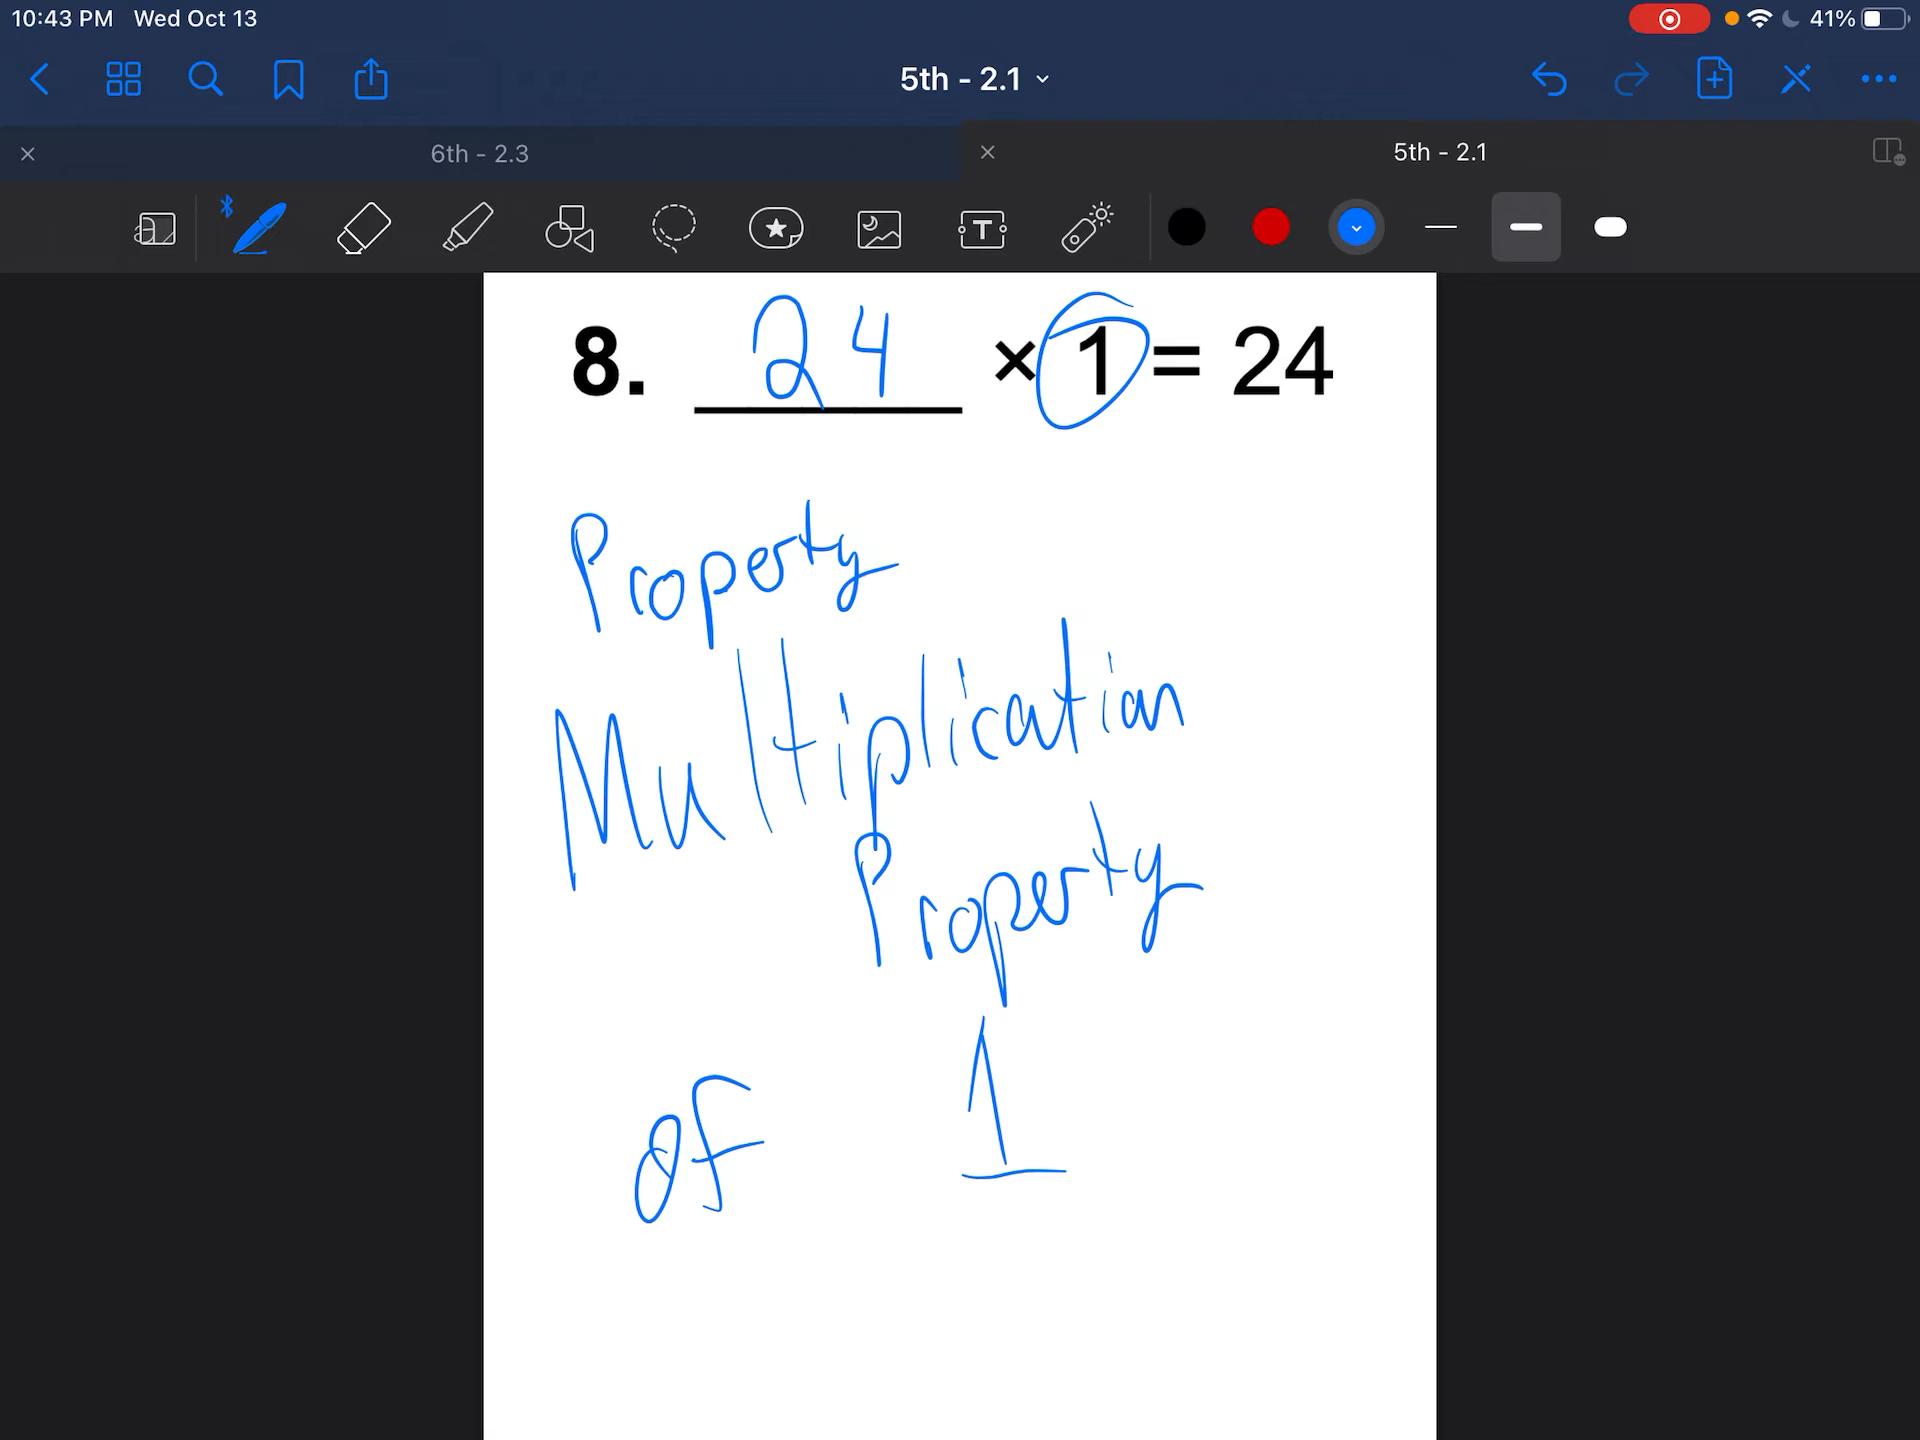 10:43 PM Wed Oct 13 41%
5th - 2.1
6th - 2.3 5th - 2.1
8. 24 × 1 = 24
Property
Multiplication
Property
of 1